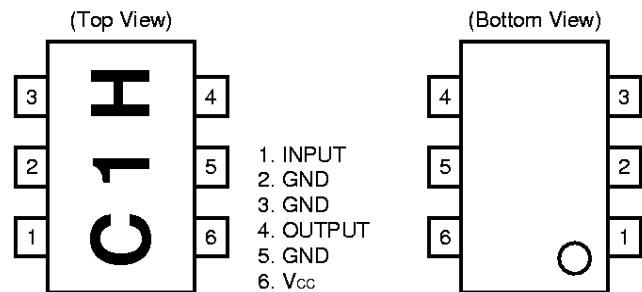 (Top View)
3
4
2
5
1
6
C1H
1. INPUT
2. GND
3. GND
4. OUTPUT
5. GND
6. Vcc
(Bottom View)
4
3
5
2
6
1